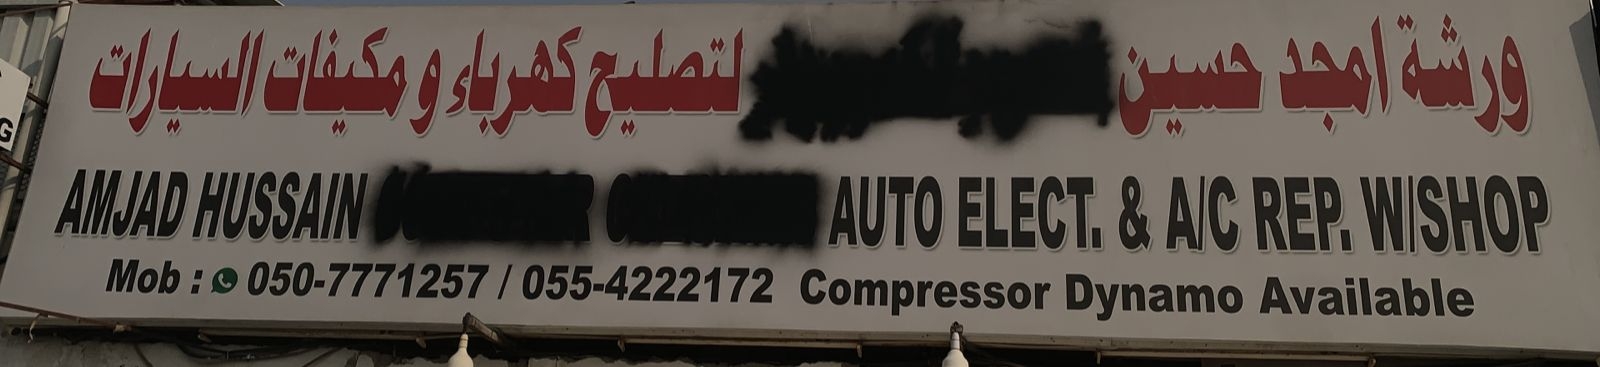 ورشة امجد حسين لتصليح كهرباء و مكيفات السيارات
AMJAD HUSSAIN AUTO ELECT. & A/C REP. W/SHOP
Mob : 050-7771257 / 055-4222172 Compressor Dynamo Available
G